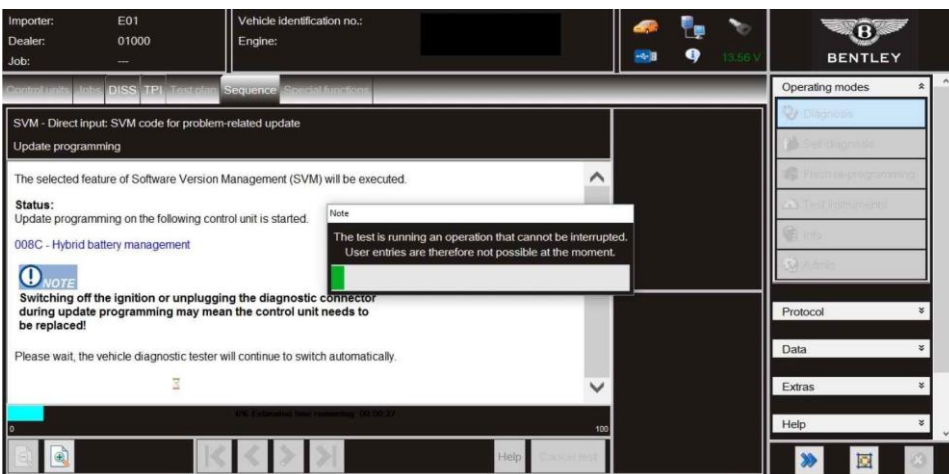 Importer: E01
Dealer: 01000
Job: ---
Vehicle identification no.:
Engine:
13.56 V
BENTLEY
Control units Jobs DISS TPI Test plan Sequence Special functions
SVM - Direct input: SVM code for problem-related update
Update programming
The selected feature of Software Version Management (SVM) will be executed.
Status:
Update programming on the following control unit is started.
008C - Hybrid battery management
NOTE
Switching off the ignition or unplugging the diagnostic connector
during update programming may mean the control unit needs to
be replaced!
Please wait, the vehicle diagnostic tester will continue to switch automatically.
Note
The test is running an operation that cannot be interrupted.
User entries are therefore not possible at the moment.
0
100
Help
Cancel test
Operating modes
Diagnosis
Self-diagnosis
Test instruments
Info
Admin
Protocol
Data
Extras
Help